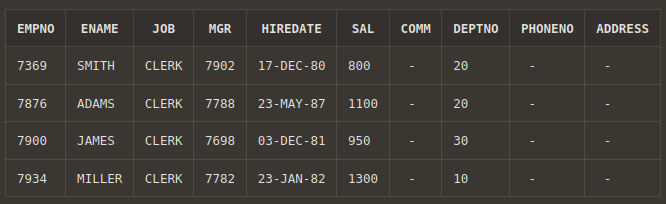 EMPNO ENAME JOB MGR HIREDATE SAL COMM DEPTNO PHONENO ADDRESS
7369 SMITH CLERK 7902 17-DEC-80 800 - 20 - -
7876 ADAMS CLERK 7788 23-MAY-87 1100 - 20 - -
7900 JAMES CLERK 7698 03-DEC-81 950 - 30 - -
7934 MILLER CLERK 7782 23-JAN-82 1300 - 10 - -